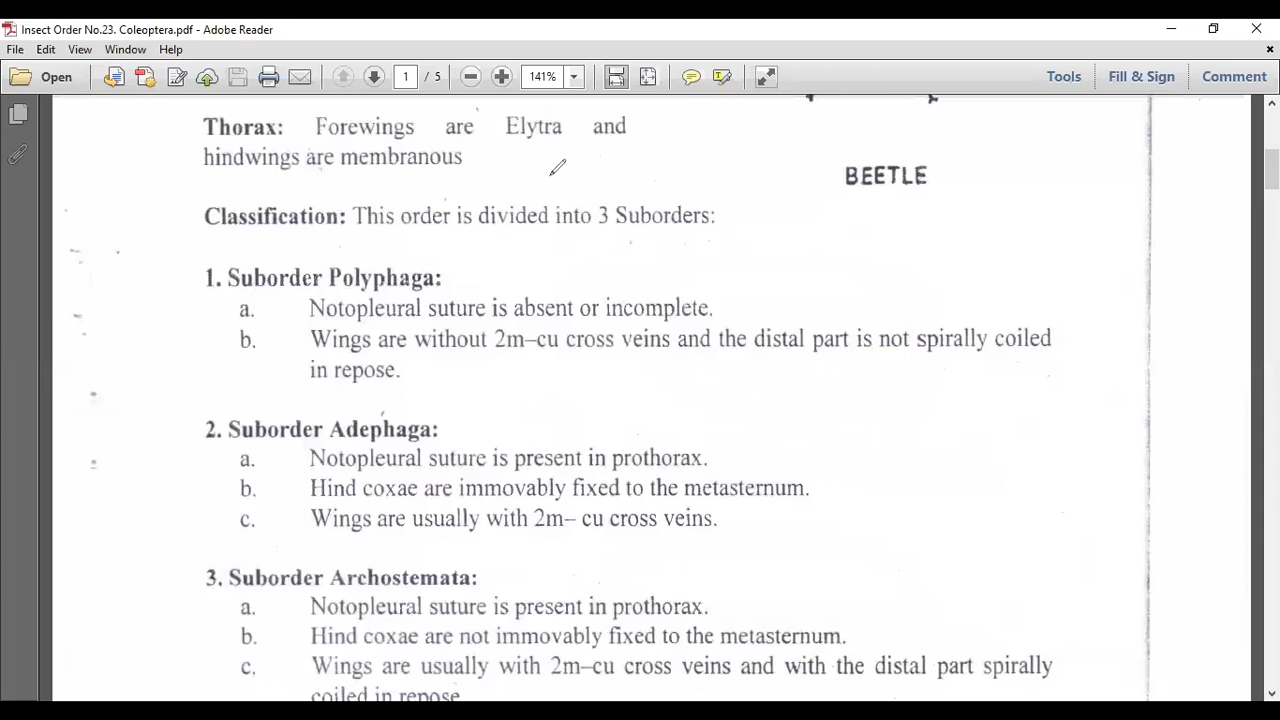 Insect Order No.23. Coleoptera.pdf - Adobe Reader
File Edit View Window Help
Open 1 / 5 141% Tools Fill & Sign Comment
Thorax: Forewings are Elytra and
hindwings are membranous
BEETLE
Classification: This order is divided into 3 Suborders:
1. Suborder Polyphaga:
a. Notopleural suture is absent or incomplete.
b. Wings are without 2m–cu cross veins and the distal part is not spirally coiled
in repose.
2. Suborder Adephaga:
a. Notopleural suture is present in prothorax.
b. Hind coxae are immovably fixed to the metasternum.
c. Wings are usually with 2m– cu cross veins.
3. Suborder Archostemata:
a. Notopleural suture is present in prothorax.
b. Hind coxae are not immovably fixed to the metasternum.
c. Wings are usually with 2m–cu cross veins and with the distal part spirally
coiled in repose